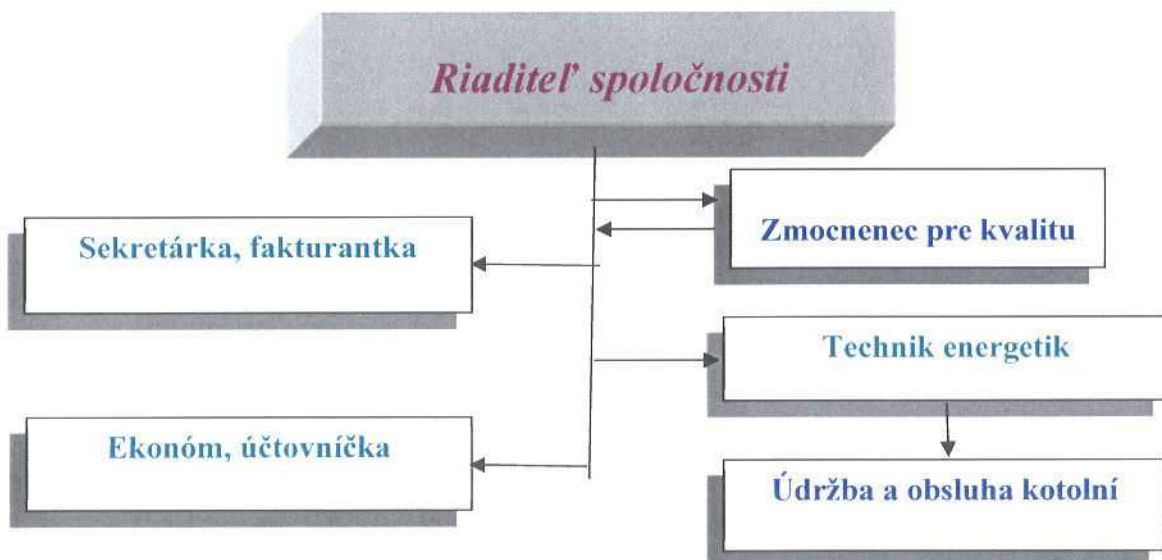 Riaditeľ spoločnosti
Zmocnenec pre kvalitu
Sekretárka, fakturantka
Technik energetik
Ekonóm, účtovníčka
Údržba a obsluha kotolní